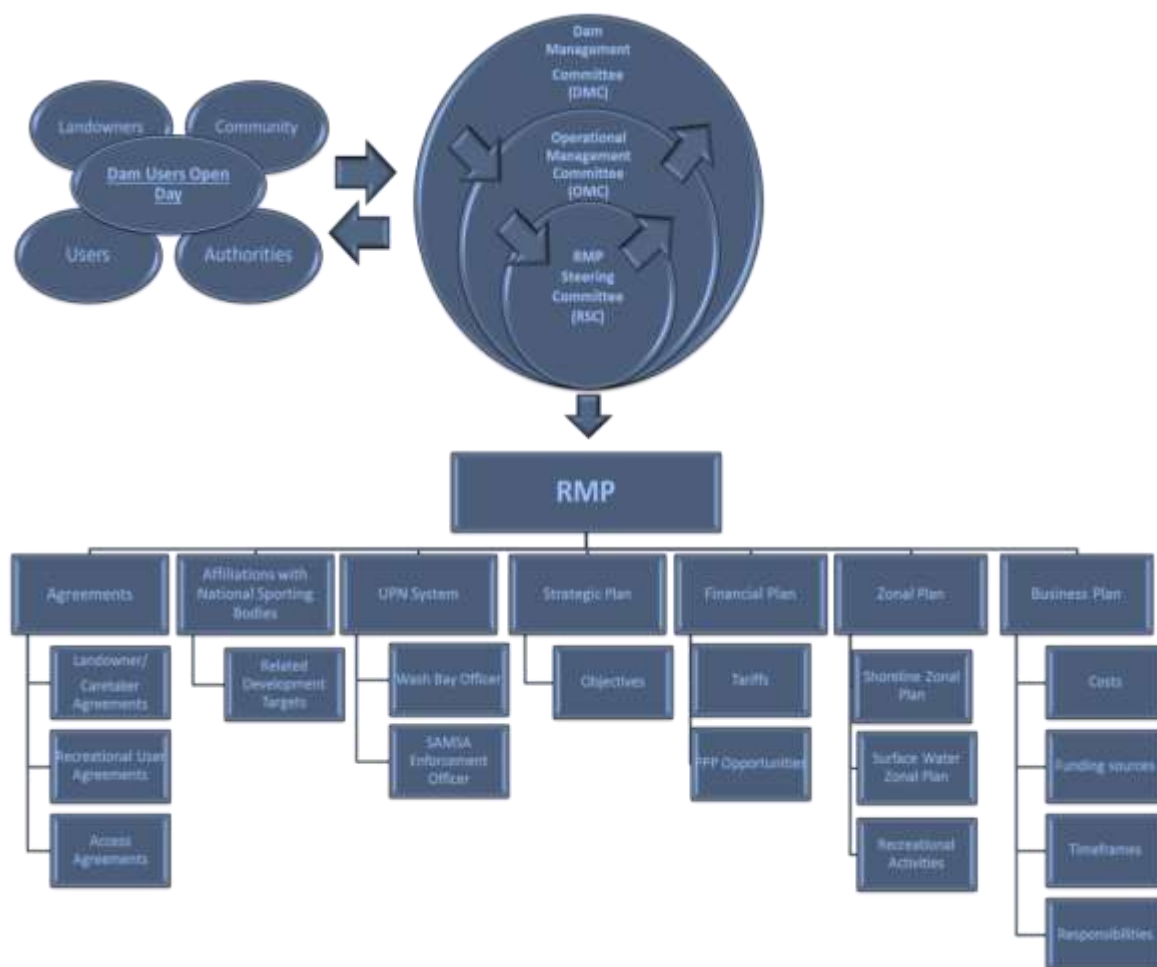 Landowners
Community
Dam Users Open
Day
Users
Authorities
Dam
Management
Committee
(DMC)
Operational
Management
Committee
(OMC)
RMP
Steering
Committee
(RSC)
RMP
Agreements
Landowner/
Caretaker
Agreements
Recreational User
Agreements
Access
Agreements
Affiliations with
National Sporting
Bodies
Related
Development
Targets
UPN System
Wash Bay Officer
SAMSA
Enforcement
Officer
Strategic Plan
Objectives
Financial Plan
Tariffs
PPP Opportunities
Zonal Plan
Shoreline Zonal
Plan
Surface Water
Zonal Plan
Recreational
Activities
Business Plan
Costs
Funding sources
Timeframes
Responsibilities